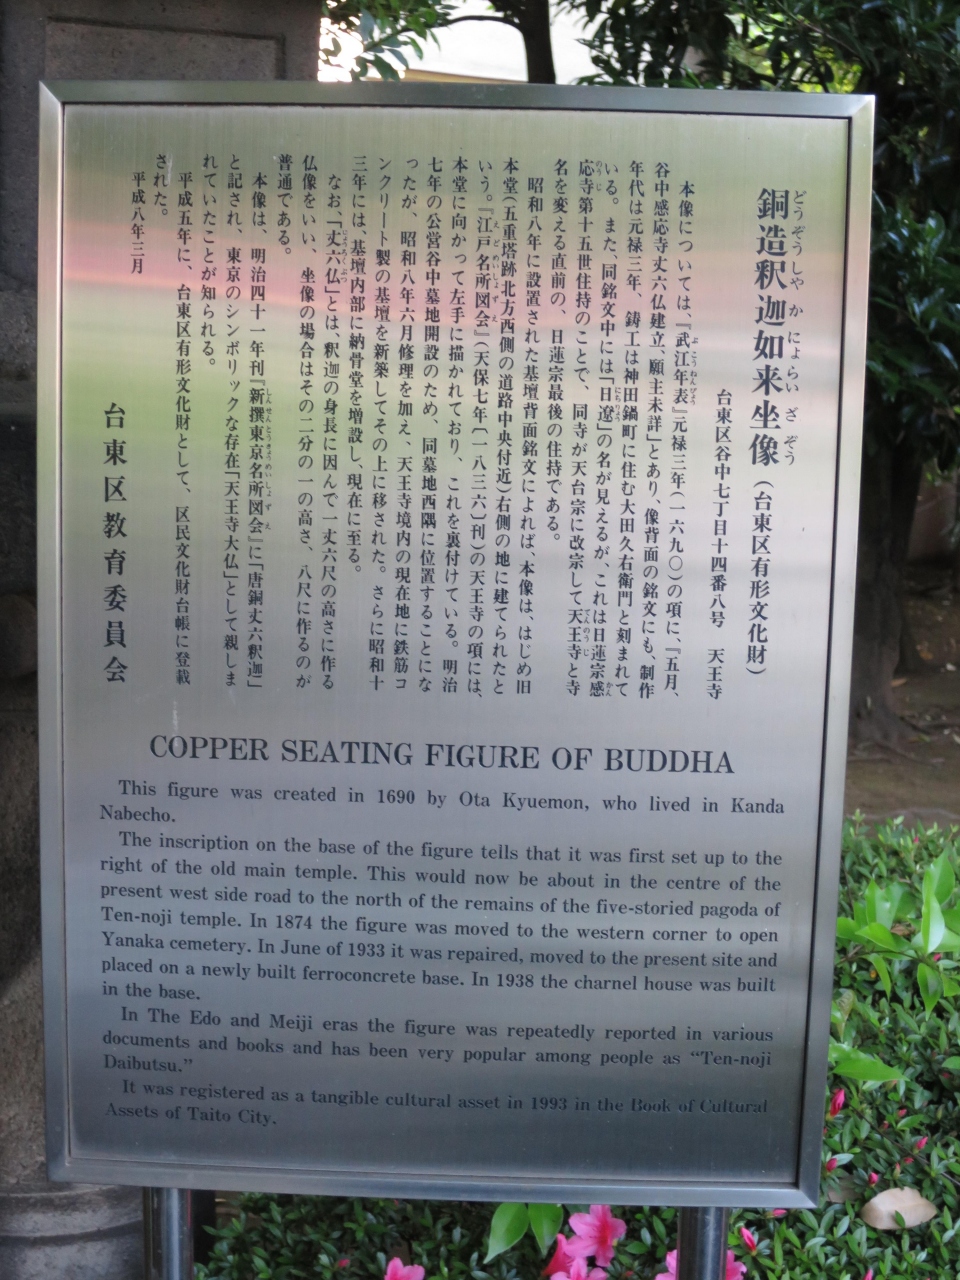 銅造釈迦如来坐像（台東区有形文化財）
台東区谷中七丁目十四番八号　天王寺
本像については、『武江年表』元禄三年（一六九〇）の項に、「五月、
谷中感応寺丈六仏建立、願主未詳」とあり、像背面の銘文にも、制作
年代は元禄三年、鋳工は神田鍋町に住む大田久右衛門と刻まれて
いる。また、同銘文中には「日遼」の名が見えるが、これは日蓮宗感
応寺第十五世住持のことで、同寺が天台宗に改宗して天王寺と寺
名を変える直前の、日蓮宗最後の住持である。
昭和八年に設置された基壇背面銘文によれば、本像は、はじめ旧
本堂（五重塔跡北方西側の道路中央付近）右側の地に建てられたと
いう。『江戸名所図会』（天保七年〔一八三六〕刊）の天王寺の項には、
本堂に向かって左手に描かれており、これを裏付けている。明治
七年の公営谷中墓地開設のため、同墓地西隅に位置することにな
ったが、昭和八年六月修理を加え、天王寺境内の現在地に鉄筋コ
ンクリート製の基壇を新築してその上に移された。さらに昭和十
三年には、基壇内部に納骨堂を増設し、現在に至る。
なお、「丈六仏」とは、釈迦の身長に因んで一丈六尺の高さに作る
仏像をいい、坐像の場合はその二分の一の高さ、八尺に作るのが
普通である。
本像は、明治四十一年刊『新撰東京名所図会』に「唐銅丈六釈迦」
と記され、東京のシンボリックな存在「天王寺大仏」として親しま
れていたことが知られる。
平成五年に、台東区有形文化財として、区民文化財台帳に登載
された。
平成八年三月
台東区教育委員会
COPPER SEATING FIGURE OF BUDDHA
This figure was created in 1690 by Ota Kyuemon, who lived in Kanda
Nabecho.
The inscription on the base of the figure tells that it was first set up to the
right of the old main temple. This would now be about in the centre of the
present west side road to the north of the remains of the five-storied pagoda of
Ten-noji temple. In 1874 the figure was moved to the western corner to open
Yanaka cemetery. In June of 1933 it was repaired, moved to the present site and
placed on a newly built ferroconcrete base. In 1938 the charnel house was built
in the base.
In The Edo and Meiji eras the figure was repeatedly reported in various
documents and books and has been very popular among people as “Ten-noji
Daibutsu.”
It was registered as a tangible cultural asset in 1993 in the Book of Cultural
Assets of Taito City.